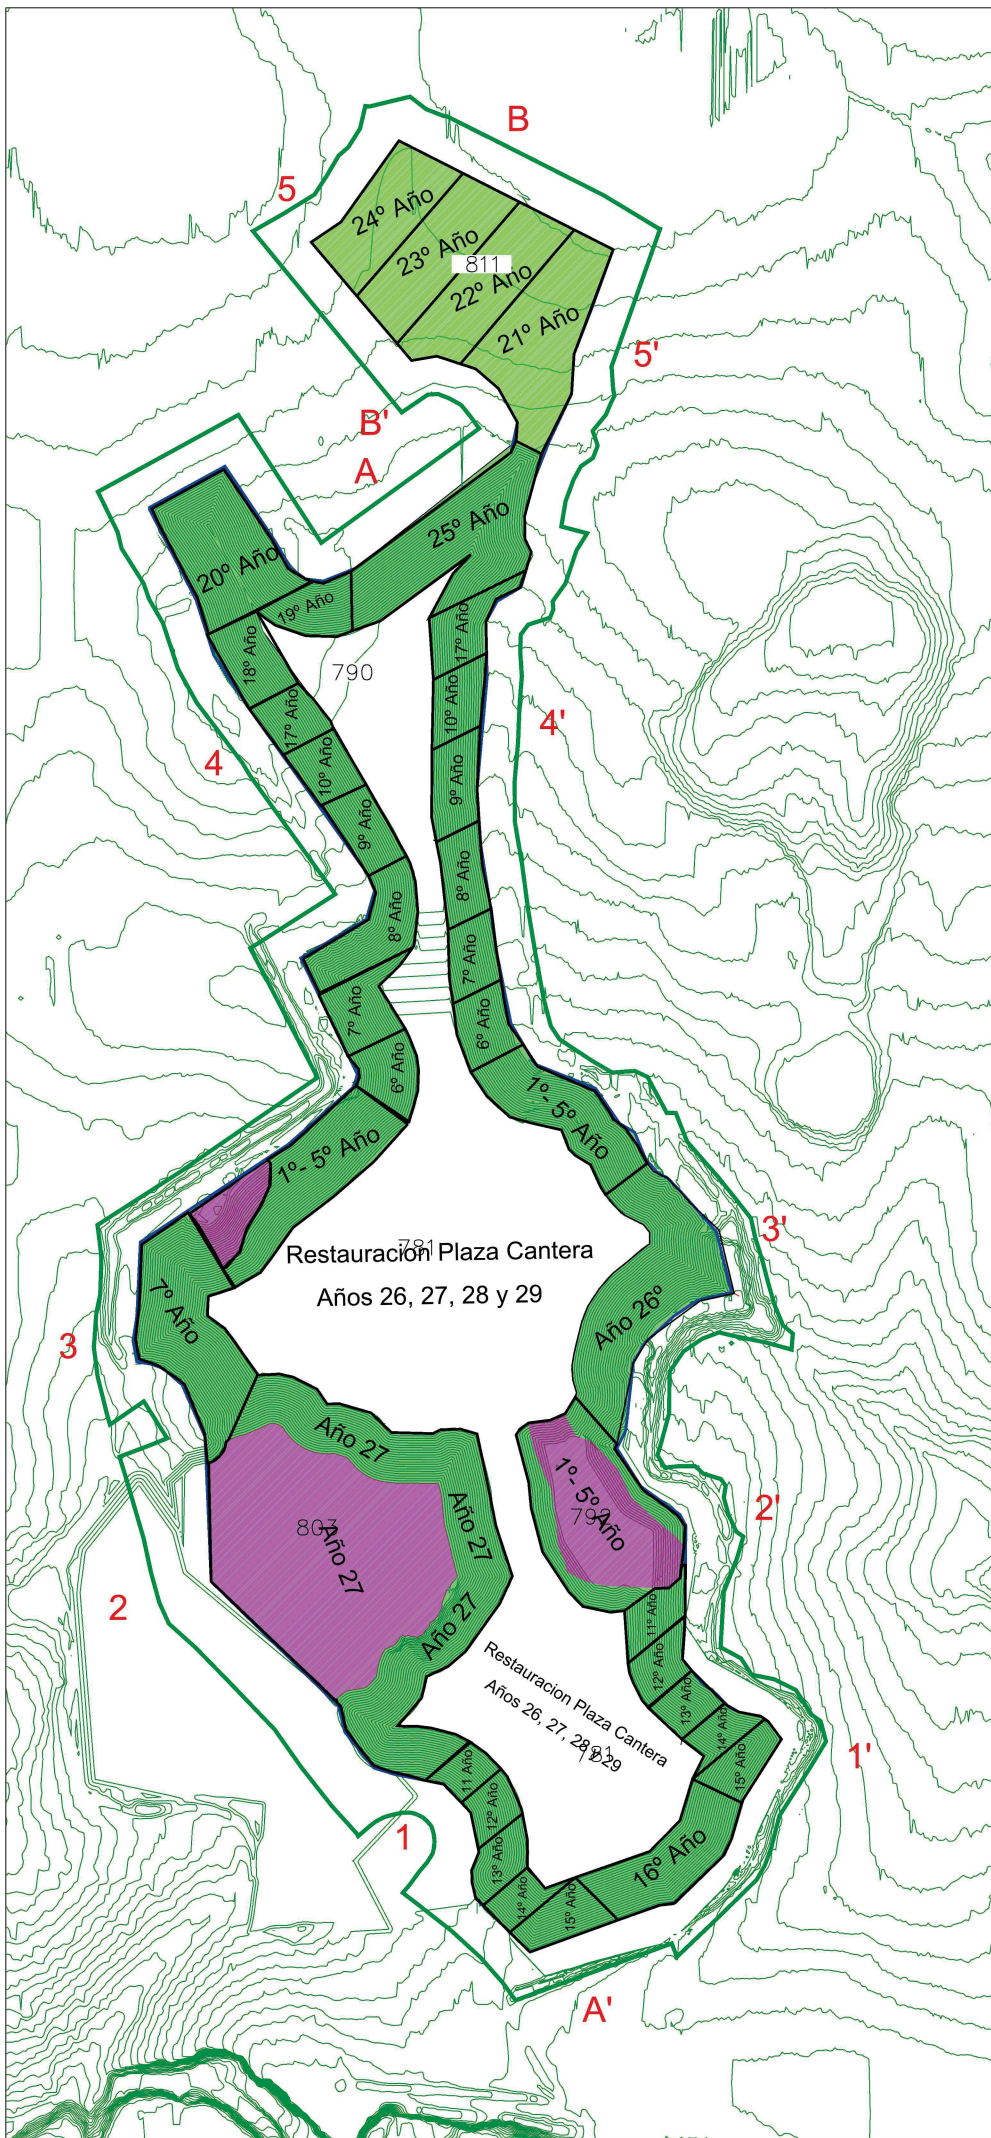 B
5
24º Año
23º Año
811
22º Año
21º Año
5'
B'
A
25º Año
20º Año
19º Año
17º Año
18º Año
790
10º Año
17º Año
4'
4
10º Año
9º Año
9º Año
8º Año
8º Año
7º Año
7º Año
6º Año
6º Año
1º- 5º Año
1º- 5º Año
3'
781
Restauración Plaza Cantera
Años 26, 27, 28 y 29
7º Año
Año 26º
3
Año 27
1º- 5º Año
2'
803
Año 27
Año 27
2
Año 27
11º Año
12º Año
Restauracion Plaza Cantera
Años 26, 27, 28 y 29
13º Año
14º Año
15º Año
1'
11 Año
12º Año
1
13º Año
16º Año
14º Año
15º Año
A'